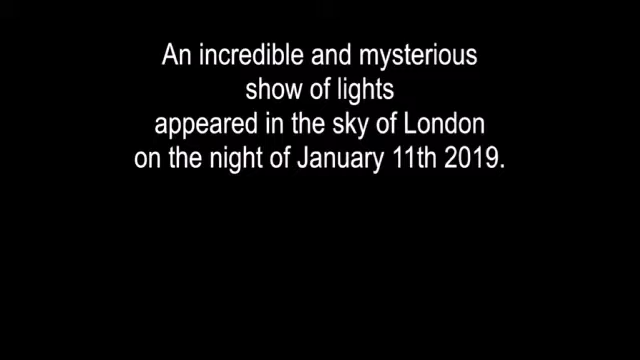 An incredible and mysterious
show of lights
appeared in the sky of London
on the night of January 11th 2019.